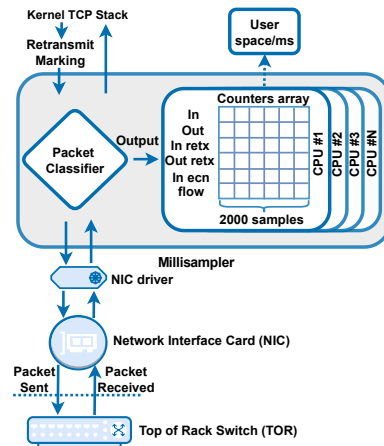 Kernel TCP Stack
Retransmit
Marking
User
space/ms
Packet
Classifier
Output
Counters array
In
Out
In retx
Out retx
In ecn
flow
2000 samples
CPU #1
CPU #2
CPU #3
CPU #N
Millisampler
NIC driver
Network Interface Card (NIC)
Packet
Sent
Packet
Received
Top of Rack Switch (TOR)